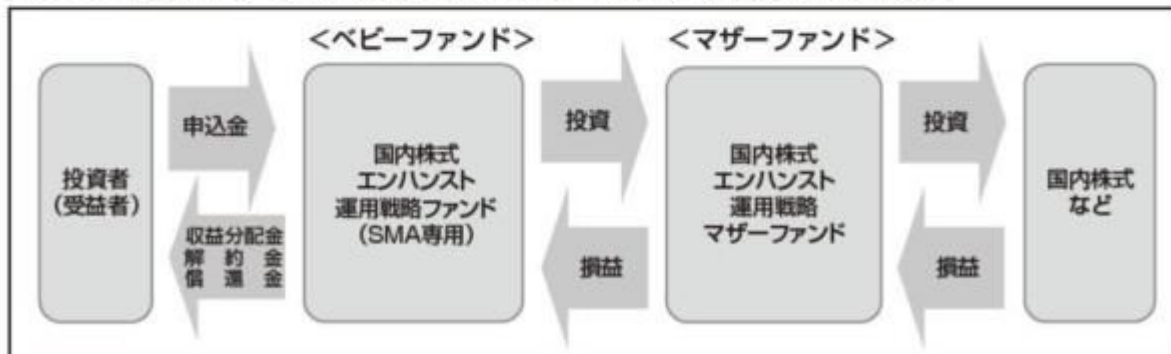 <ベビーファンド>
<マザーファンド>
投資者
(受益者)
申込金
収益分配金
解約金
償還金
国内株式
エンハンスト
運用戦略ファンド
(SMA専用)
投資
損益
国内株式
エンハンスト
運用戦略
マザーファンド
投資
損益
国内株式
など